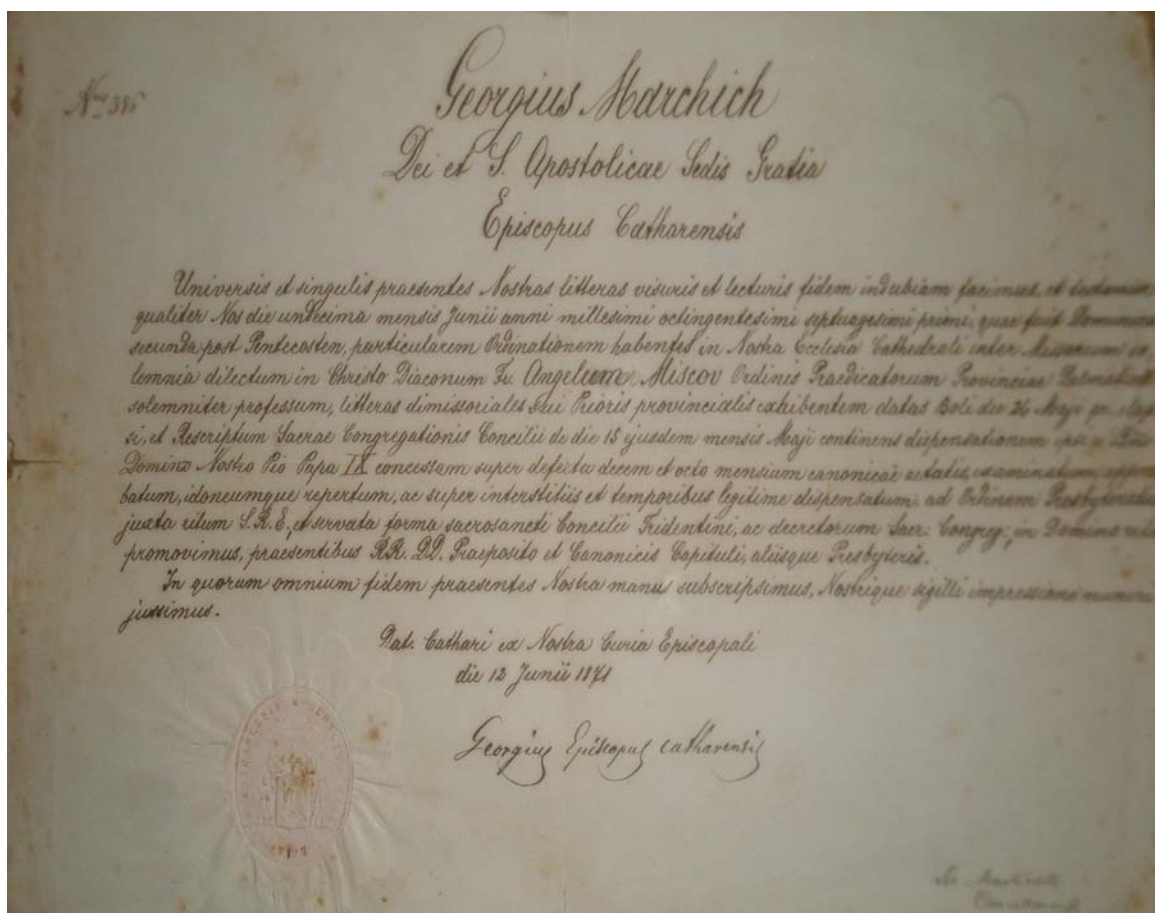 Georgius Marchich
Dei et S. Apostolicae Sedis Gratia
Episcopus Catharensis
Universis et singulis praesentes Nostras litteras visuris et lecturis fidem indubiam facimus, et
qualiter Nos die undecima mensis Junii anni millesimi octingentesimi septuagesimi primi, quae fuit Dominica
secunda post Pentecosten, particularem Ordinationem habentes in Nostra Ecclesia Cathedrali inter Missarum so„
lemnia dilectum in Christo Diaconum Fr. Angelum Miscov Ordinis Praedicatorum Provinciae
solemniter professum, litteras dimissoriales sui Prioris provincialis exhibentem datas Boli die 26 Maji
si, et Rescriptum Sacrae Congregationis Concilii de die 15 ejusdem mensis Maji continens dispensationem
Domino Nostro Pio Papa IX concessam super defectu decem et octo mensium canonicae aetatis, examinatum,
batum, idoneumque repertum, ac super interstitiis et temporibus legitime dispensatum, ad Ordinem Presbyteratus
juxta ritum S.R.E., et servata forma sacrosancti Concilii Tridentini, ac decretorum Sacr. Congreg., in Domino
promovimus, praesentibus RR. DD. Praeposito et Canonicis Capituli, aliisque Presbyteris.
In quorum omnium fidem praesentes Nostra manu subscripsimus, Nostrique sigilli impressione
jussimus.
Dat. Cathari ex Nostra Curia Episcopali
die 12 Junii 1871
Georgius Episcopus Catharensis